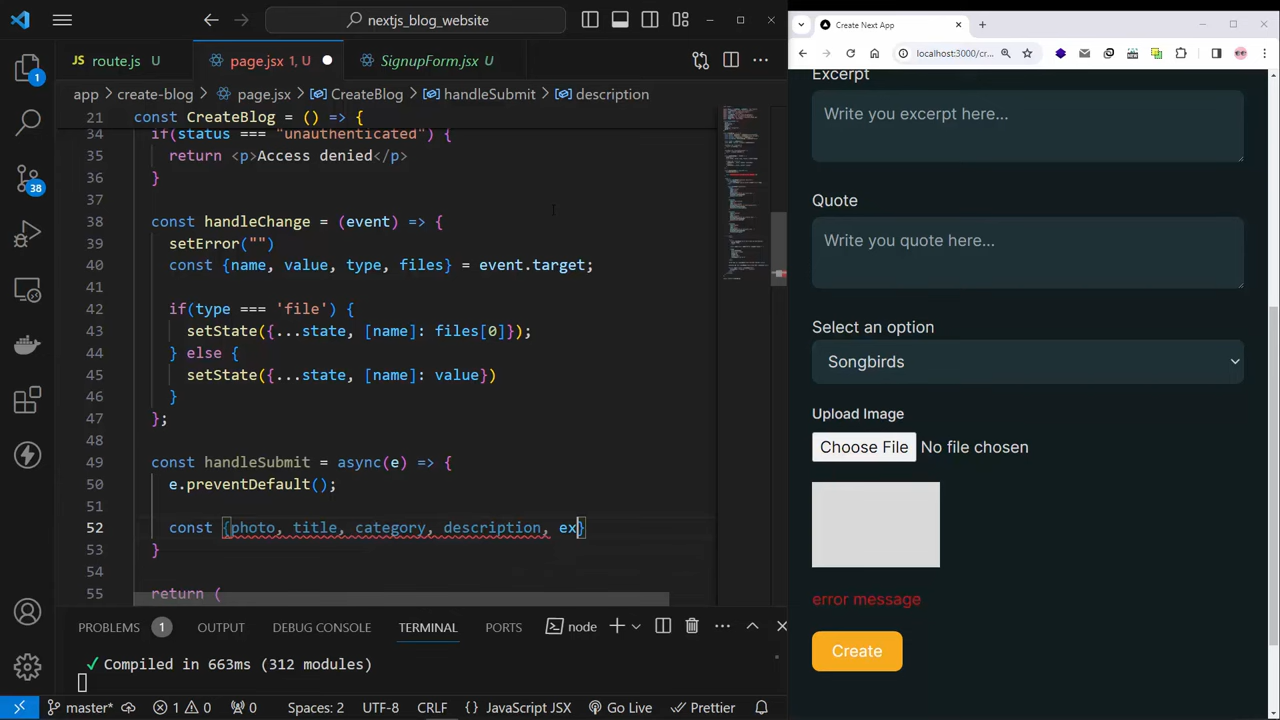 nextjs_blog_website
route.js U
page.jsx 1, U
SignupForm.jsx U
app > create-blog > page.jsx > CreateBlog > handleSubmit > description
21 const CreateBlog = () => {
34 if(status === "unauthenticated") {
35 return <p>Access denied</p>
36 }
37
38 const handleChange = (event) => {
39 setError("")
40 const {name, value, type, files} = event.target;
41
42 if(type === 'file') {
43 setState({...state, [name]: files[0]});
44 } else {
45 setState({...state, [name]: value})
46 }
47 };
48
49 const handleSubmit = async(e) => {
50 e.preventDefault();
51
52 const {photo, title, category, description, ex}
53 }
54
55 return (
PROBLEMS 1 OUTPUT DEBUG CONSOLE TERMINAL PORTS node
✓ Compiled in 663ms (312 modules)
master* 1 0 0 Spaces: 2 UTF-8 CRLF {} JavaScript JSX Go Live Prettier
1
38
Create Next App
localhost:3000/cr...
Excerpt
Write you excerpt here...
Quote
Write you quote here...
Select an option
Songbirds
Upload Image
Choose File No file chosen
error message
Create